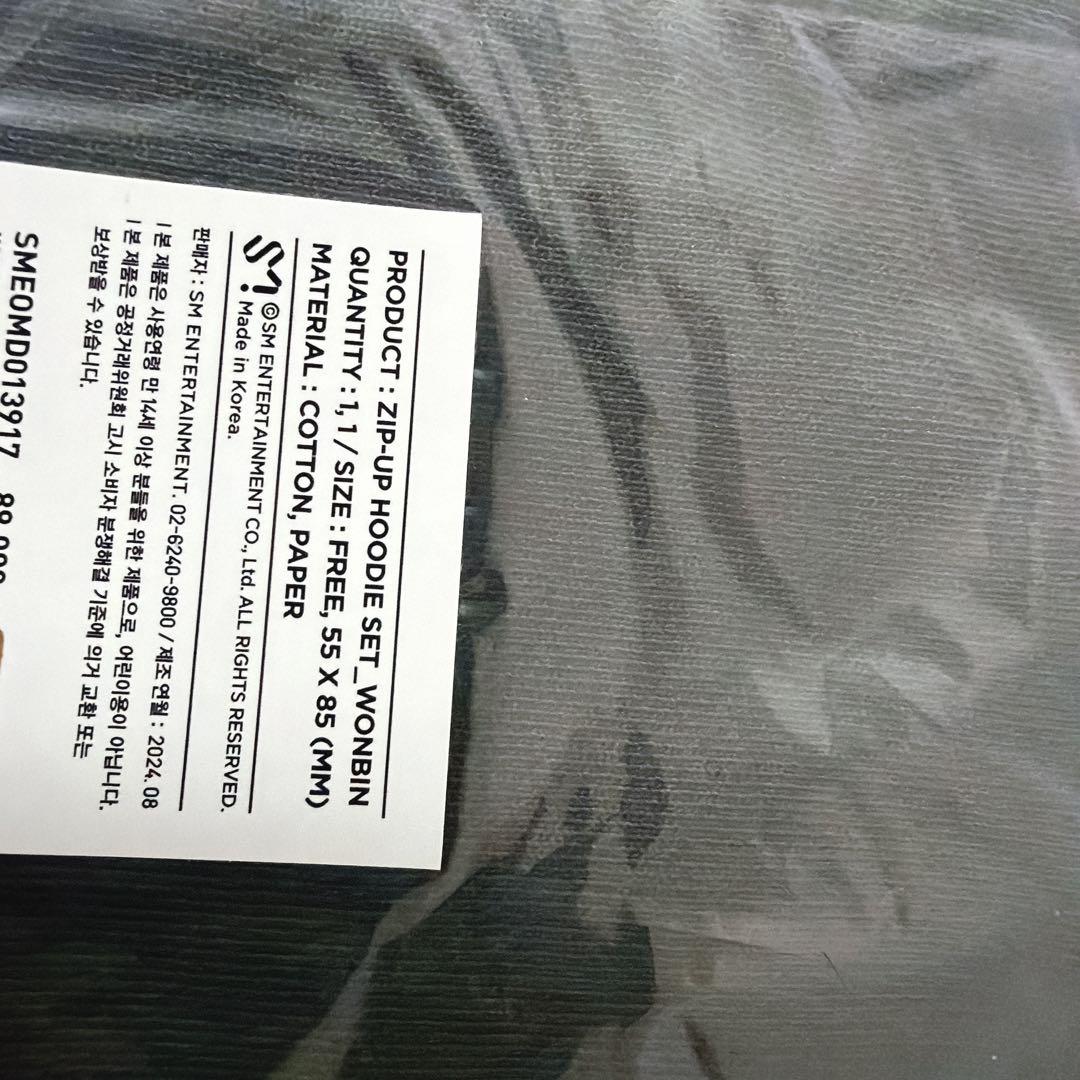 PRODUCT : ZIP-UP HOODIE SET_WONBIN
QUANTITY : 1, 1 / SIZE : FREE, 55 X 85 (MM)
MATERIAL : COTTON, PAPER
SM
©SM ENTERTAINMENT CO., Ltd. ALL RIGHTS RESERVED.
Made in Korea.
판매자 : SM ENTERTAINMENT. 02-6240-9800 / 제조 연월 : 2024. 08
! 본 제품은 사용연령 만 14세 이상 분들을 위한 제품으로, 어린이용이 아닙니다.
! 본 제품은 공정거래위원회 고시 소비자 분쟁해결 기준에 의거 교환 또는
보상받을 수 있습니다.
SMEOMD013917